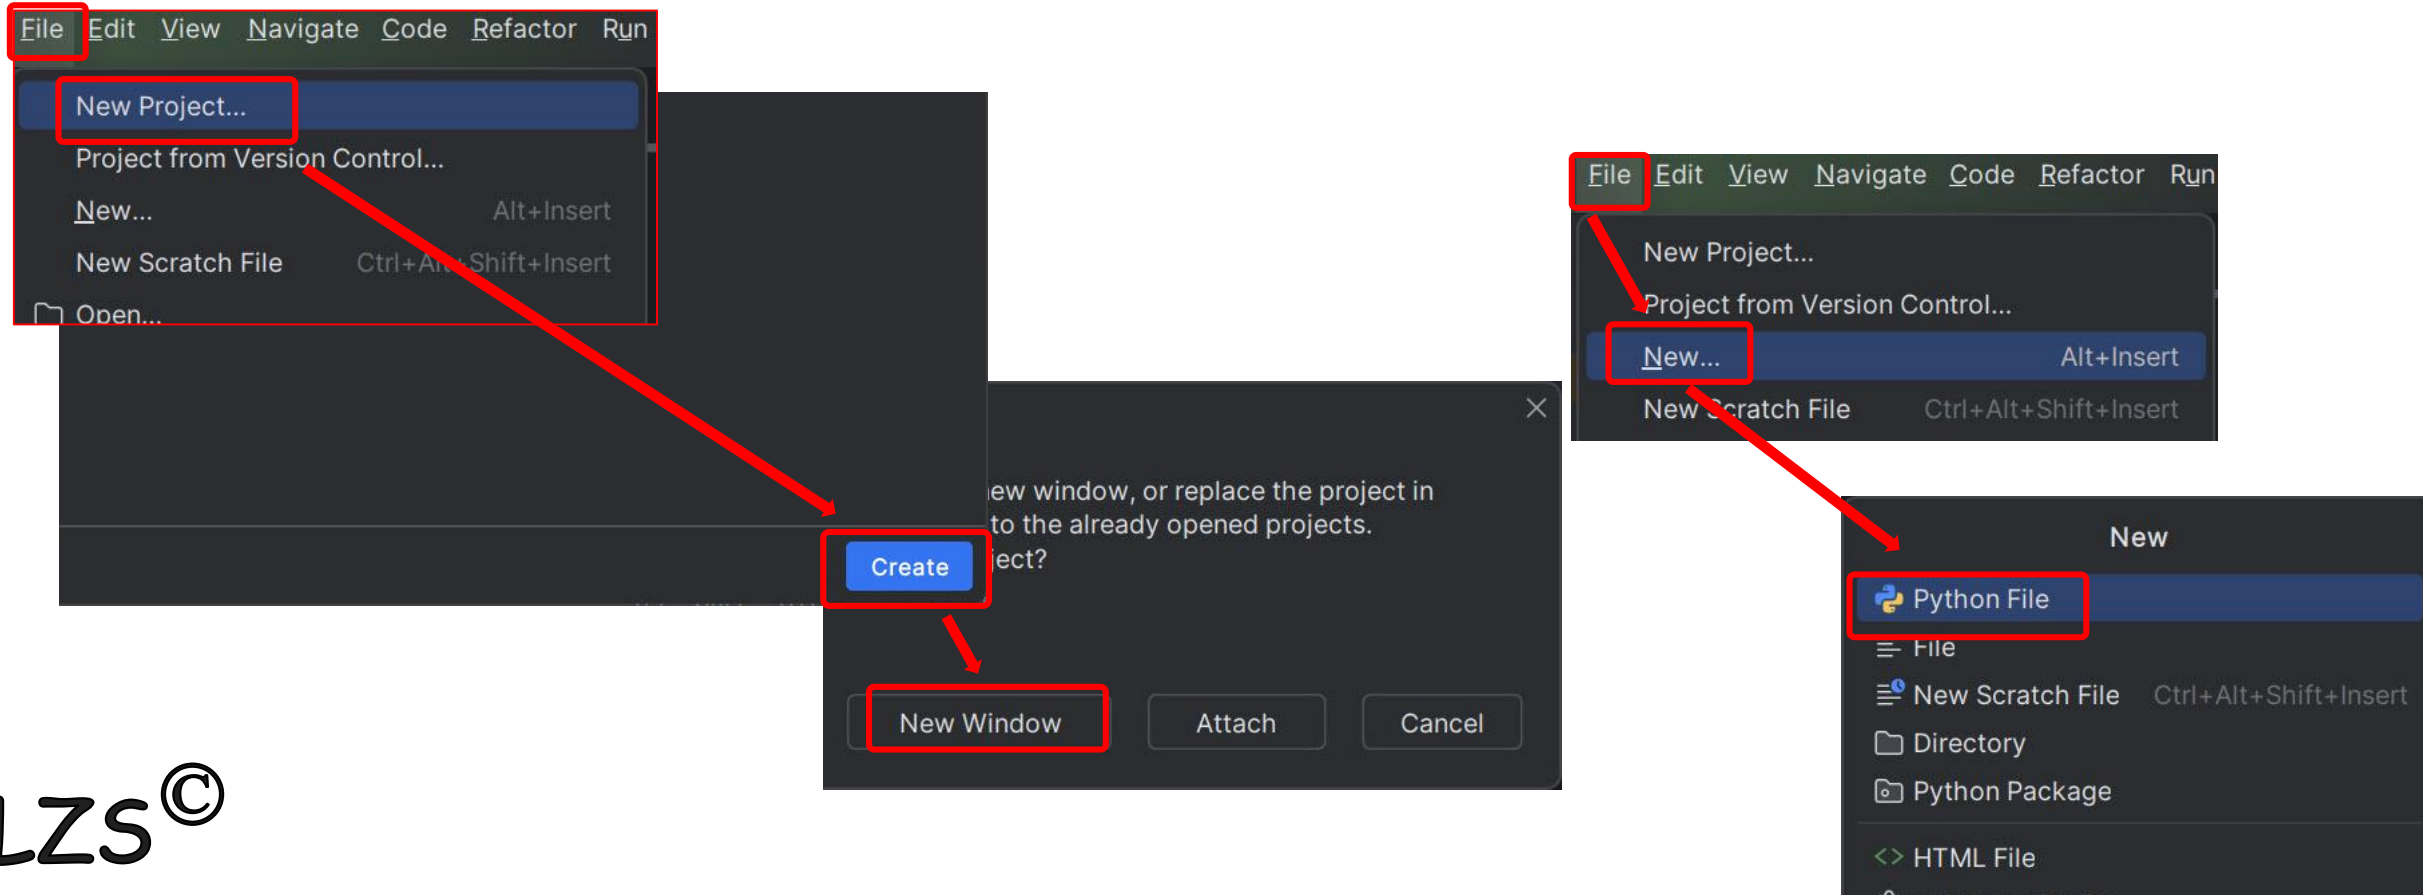 File Edit View Navigate Code Refactor Run
New Project...
Project from Version Control...
New... Alt+Insert
New Scratch File Ctrl+Alt+Shift+Insert
Open...
Create
new window, or replace the project in
to the already opened projects.
ject?
New Window Attach Cancel
File Edit View Navigate Code Refactor Run
New Project...
Project from Version Control...
New... Alt+Insert
New Scratch File Ctrl+Alt+Shift+Insert
New
Python File
File
New Scratch File Ctrl+Alt+Shift+Insert
Directory
Python Package
HTML File
LZS©